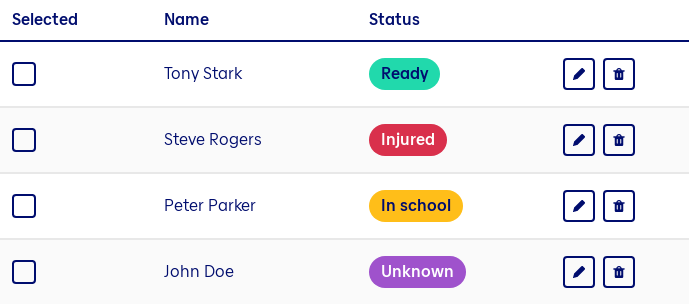 Selected Name Status
Tony Stark Ready
Steve Rogers Injured
Peter Parker In school
John Doe Unknown